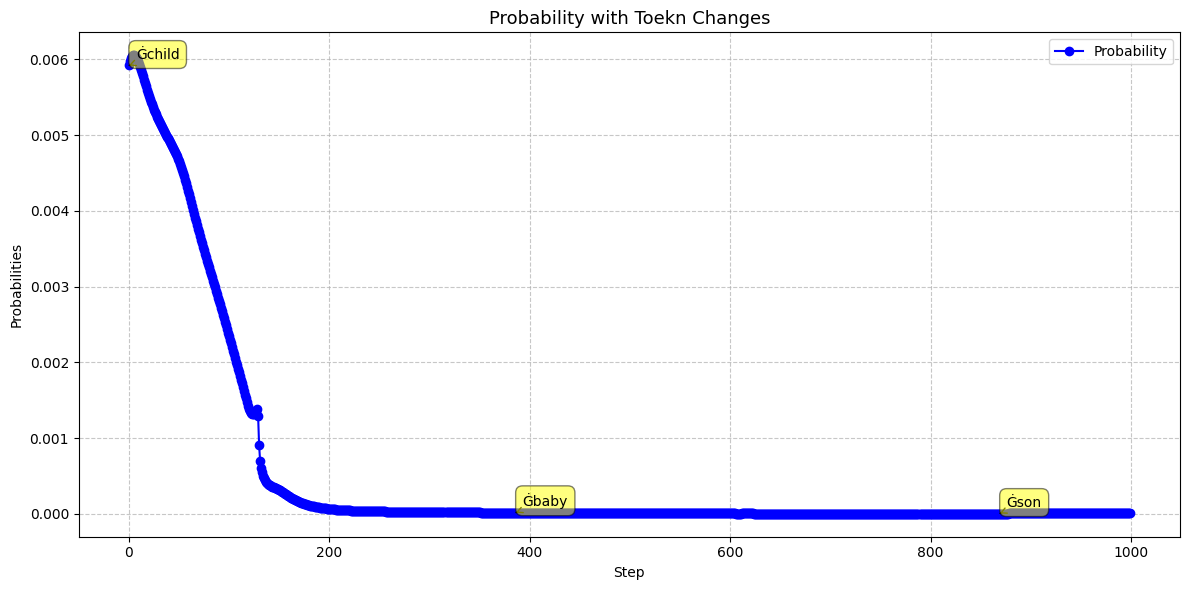 Probability with Toekn Changes
Ġchild
Probability
0.006
0.005
0.004
0.003
0.002
0.001
0.000
Probabilities
Ġbaby
Ġson
0
200
400
600
800
1000
Step